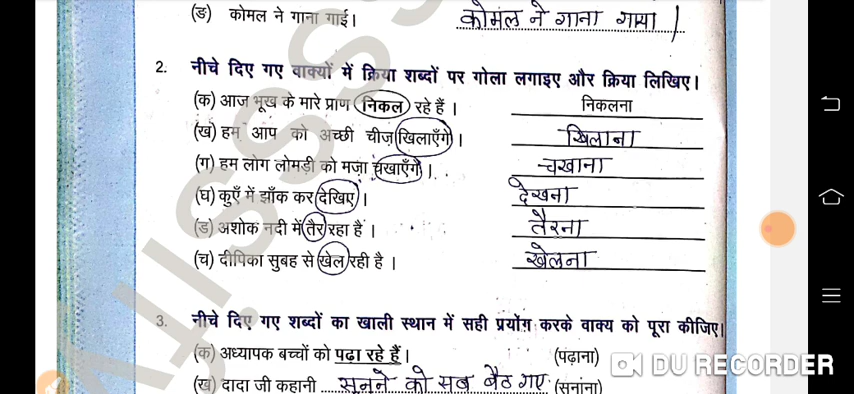 (ङ) कोमल ने गाना गाई। कोमल ने गाना गाया।
2. नीचे दिए गए वाक्यों में क्रिया शब्दों पर गोला लगाइए और क्रिया लिखिए।
(क) आज भूख के मारे प्राण निकल रहे हैं। निकलना
(ख) हम आप को अच्छी चीज़ खिलाएँगे। खिलाना
(ग) हम लोग लोमड़ी को मज़ा चखाएँगे। चखाना
(घ) कुएँ में झाँक कर देखिए। देखना
(ड) अशोक नदी में तैर रहा है। तैरना
(च) दीपिका सुबह से खेल रही है। खेलना
3. नीचे दिए गए शब्दों का खाली स्थान में सही प्रयोग करके वाक्य को पूरा कीजिए।
(क) अध्यापक बच्चों को पढ़ा रहे हैं। (पढ़ाना)
DU RECORDER
(ख) दादा जी कहानी सुनने को सब बैठ गए (सुनाना)